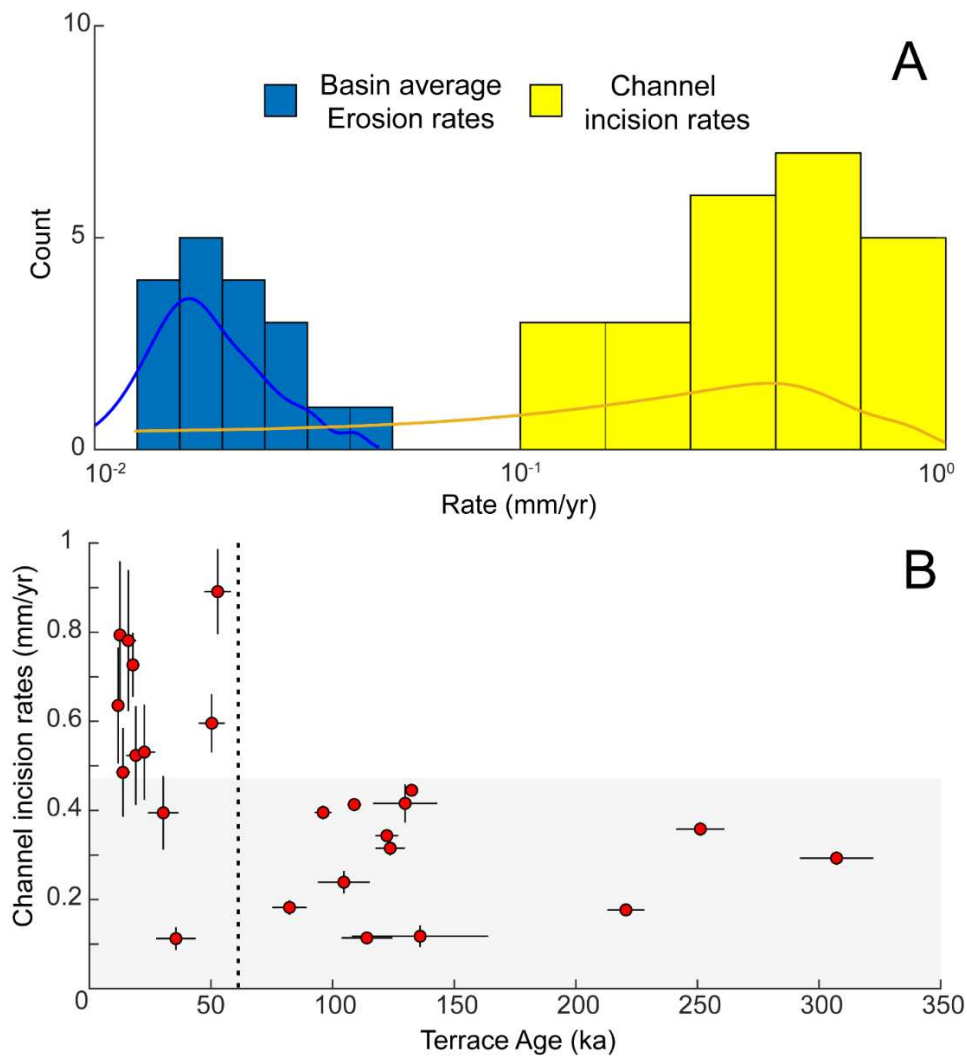 10
A
Basin average
Erosion rates
Channel
incision rates
5
Count
0
10⁻²
10⁻¹
10⁰
Rate (mm/yr)
1
B
0.8
0.6
0.4
0.2
0
Channel incision rates (mm/yr)
0
50
100
150
200
250
300
350
Terrace Age (ka)